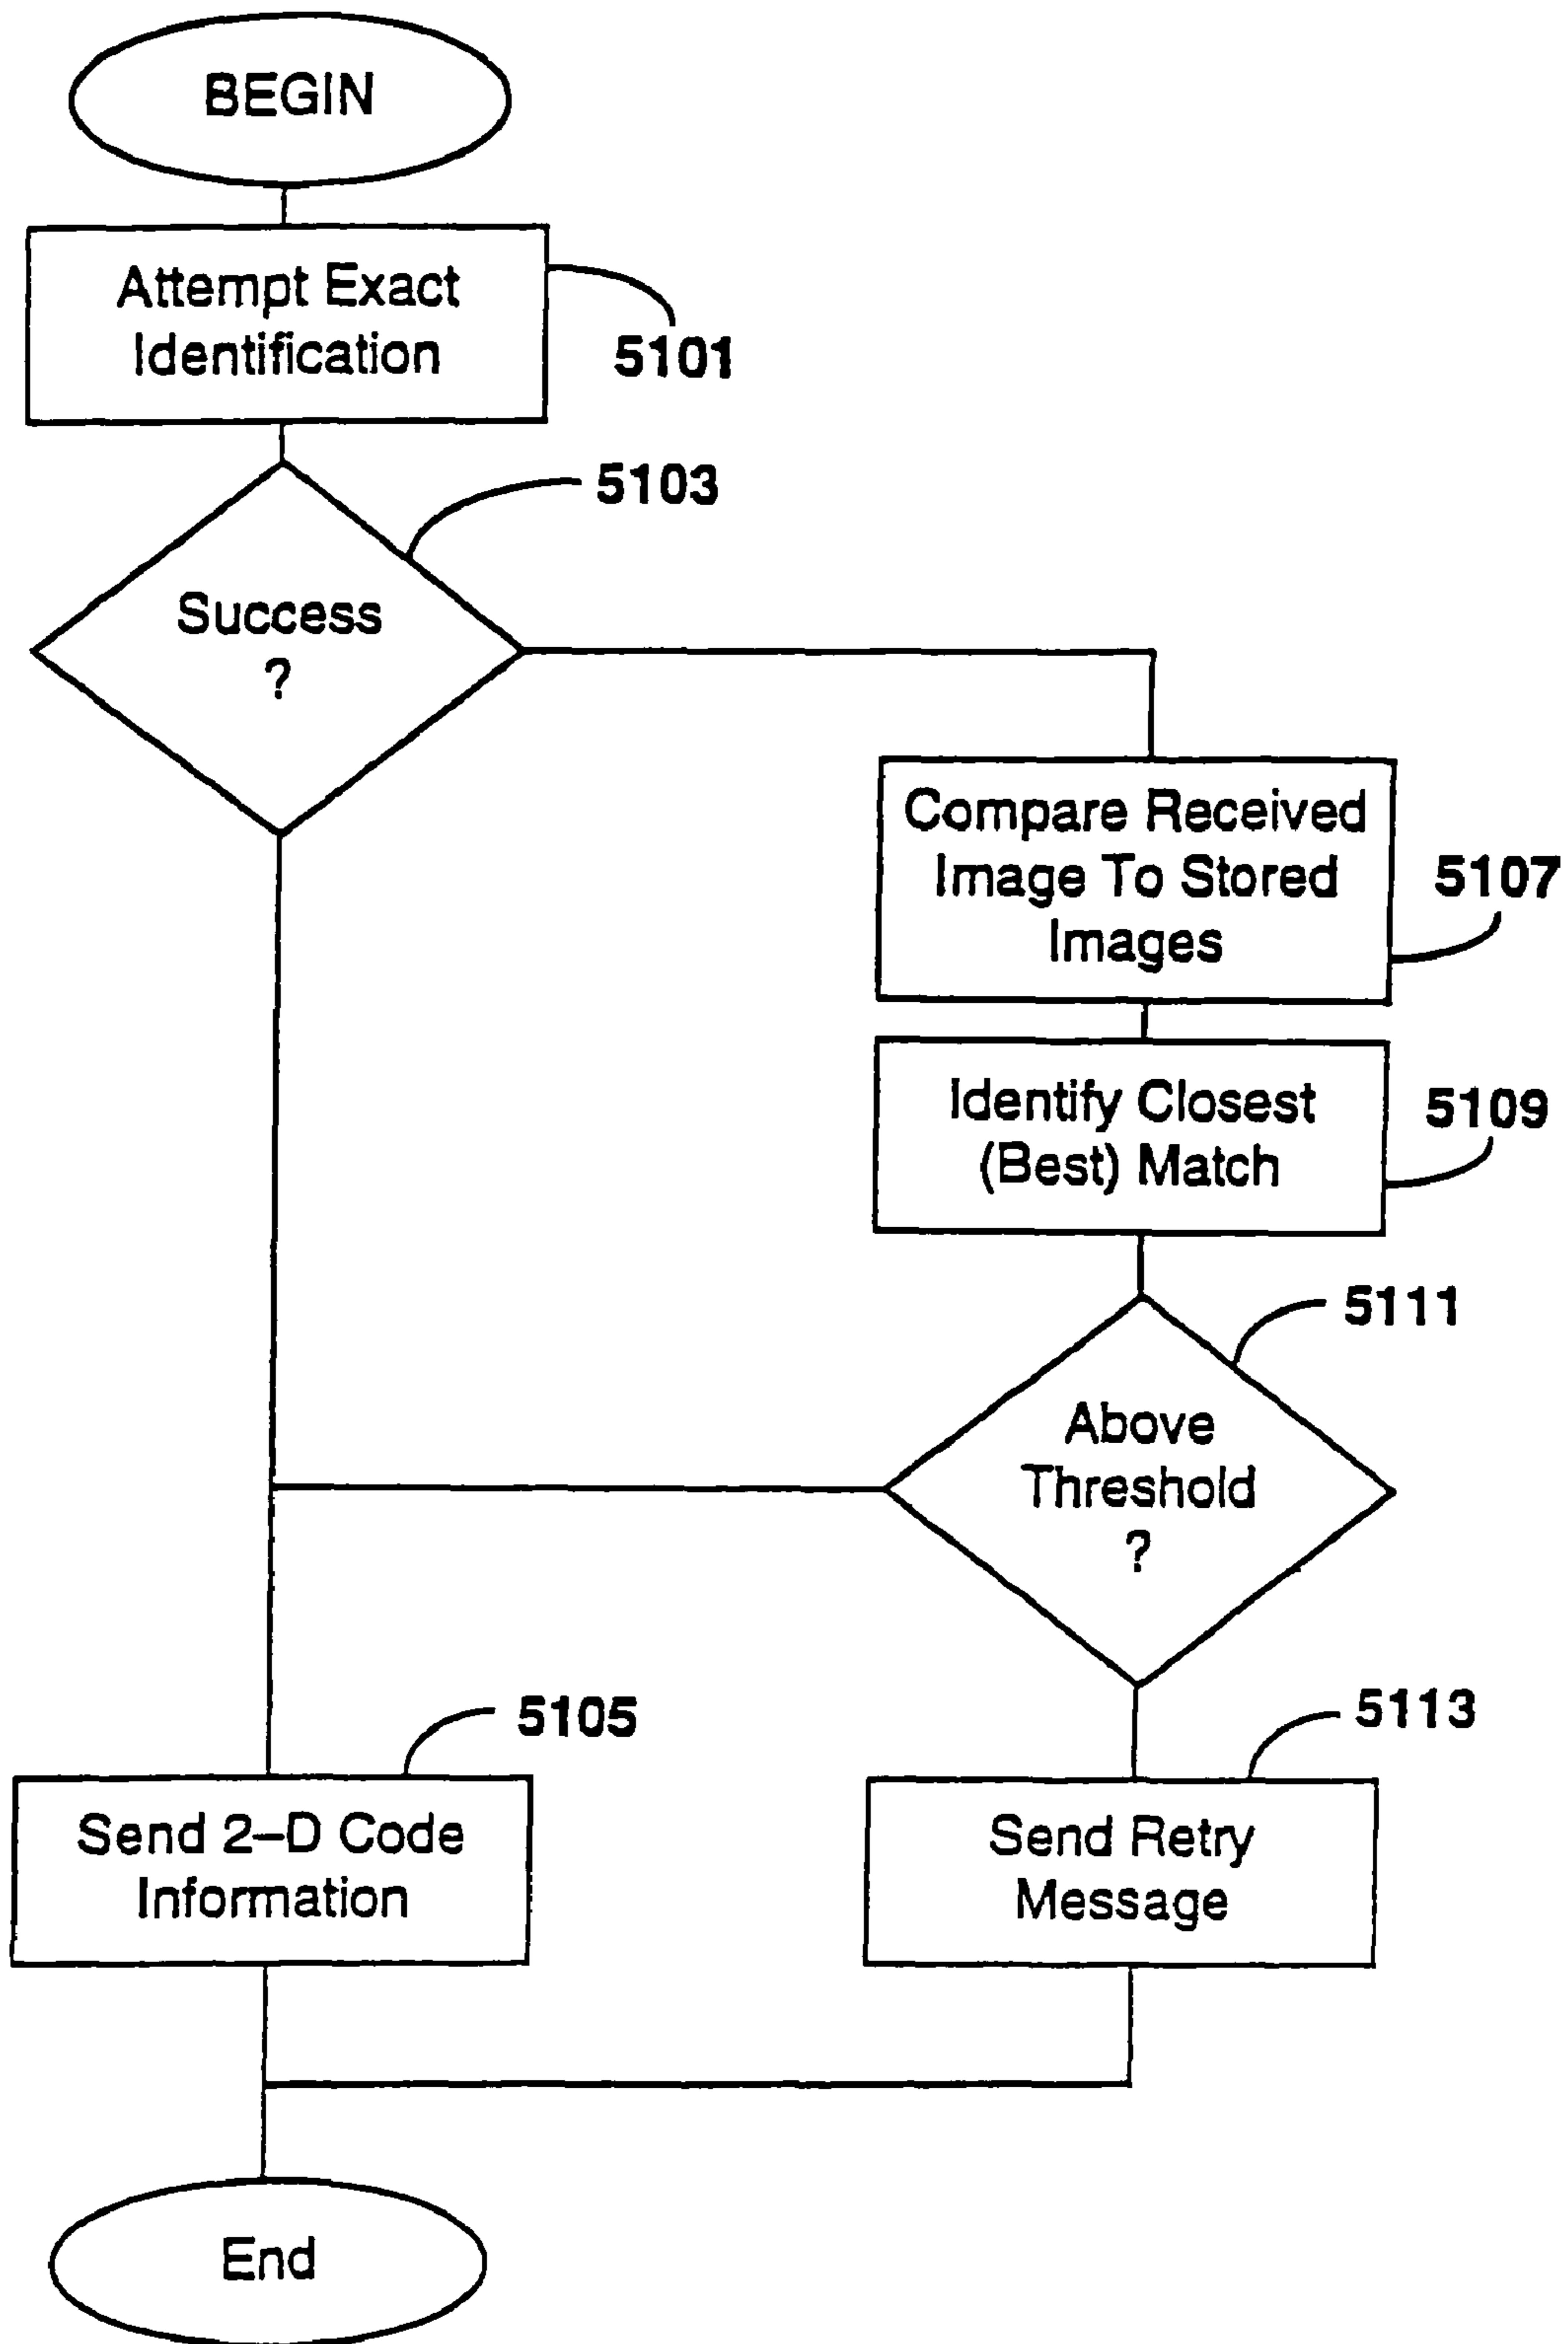 BEGIN
Attempt Exact
Identification
5101
5103
Success
?
Compare Received
Image To Stored
Images
5107
Identify Closest
(Best) Match
5109
5111
Above
Threshold
?
5105
Send 2–D Code
Information
5113
Send Retry
Message
End